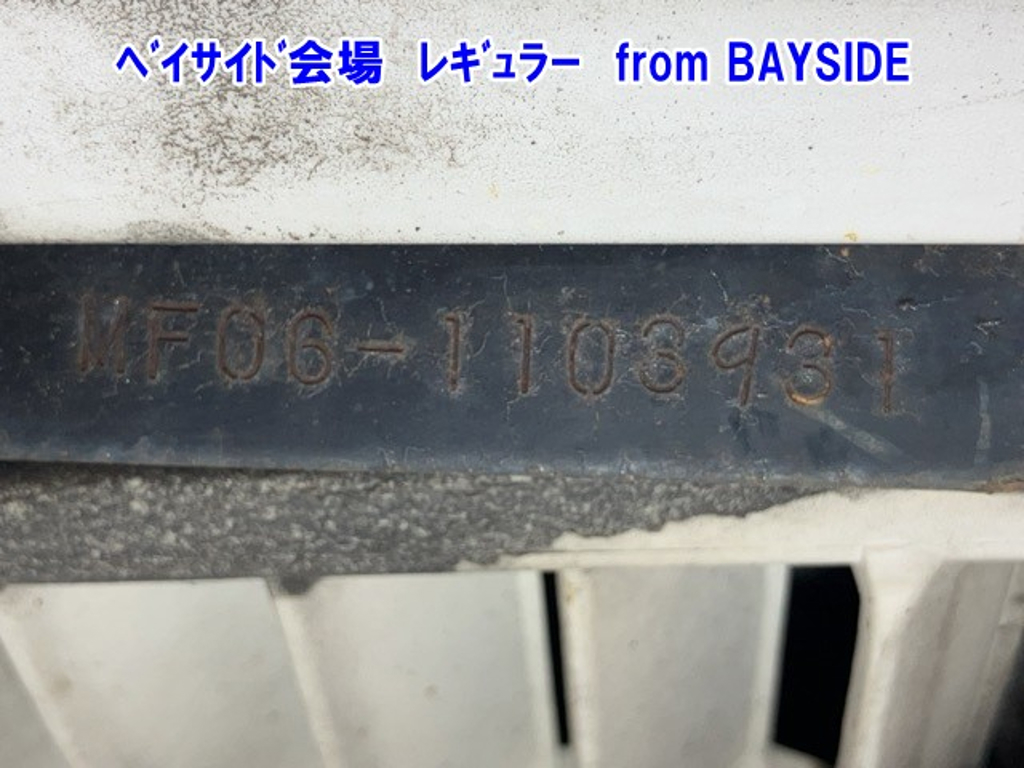 ﾍﾞｲｻｲﾄﾞ会場　ﾚｷﾞｭﾗｰ　from BAYSIDE
MF06-1103931